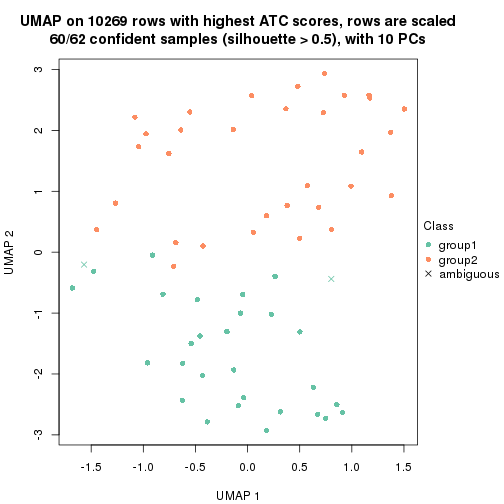 UMAP on 10269 rows with highest ATC scores, rows are scaled
60/62 confident samples (silhouette > 0.5), with 10 PCs
3
2
1
0
-1
-2
-3
UMAP 2
-1.5 -1.0 -0.5 0.0 0.5 1.0 1.5
UMAP 1
Class
group1
group2
ambiguous